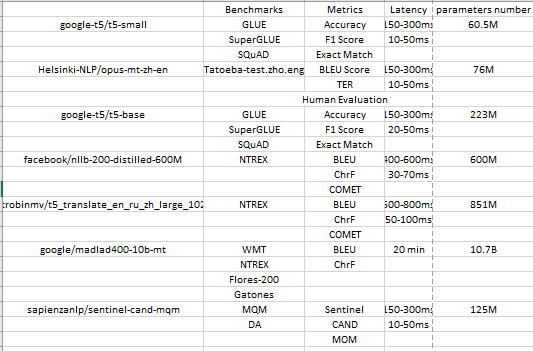 Benchmarks Metrics Latency parameters number
google-t5/t5-small GLUE Accuracy 150-300ms 60.5M
SuperGLUE F1 Score 10-50ms
SQuAD Exact Match
Helsinki-NLP/opus-mt-zh-en Tatoeba-test.zho.eng BLEU Score 150-300ms 76M
TER 10-50ms
Human Evaluation
google-t5/t5-base GLUE Accuracy 150-300ms 223M
SuperGLUE F1 Score 20-50ms
SQuAD Exact Match
facebook/nllb-200-distilled-600M NTREX BLEU 400-600ms 600M
ChrF 30-70ms
COMET
robinmv/t5_translate_en_ru_zh_large_102 NTREX BLEU 500-800ms 851M
ChrF 50-100ms
COMET
google/madlad400-10b-mt WMT BLEU 20 min 10.7B
NTREX ChrF
Flores-200
Gatones
sapienzanlp/sentinel-cand-mqm MQM Sentinel 150-300ms 125M
DA CAND 10-50ms
MOM